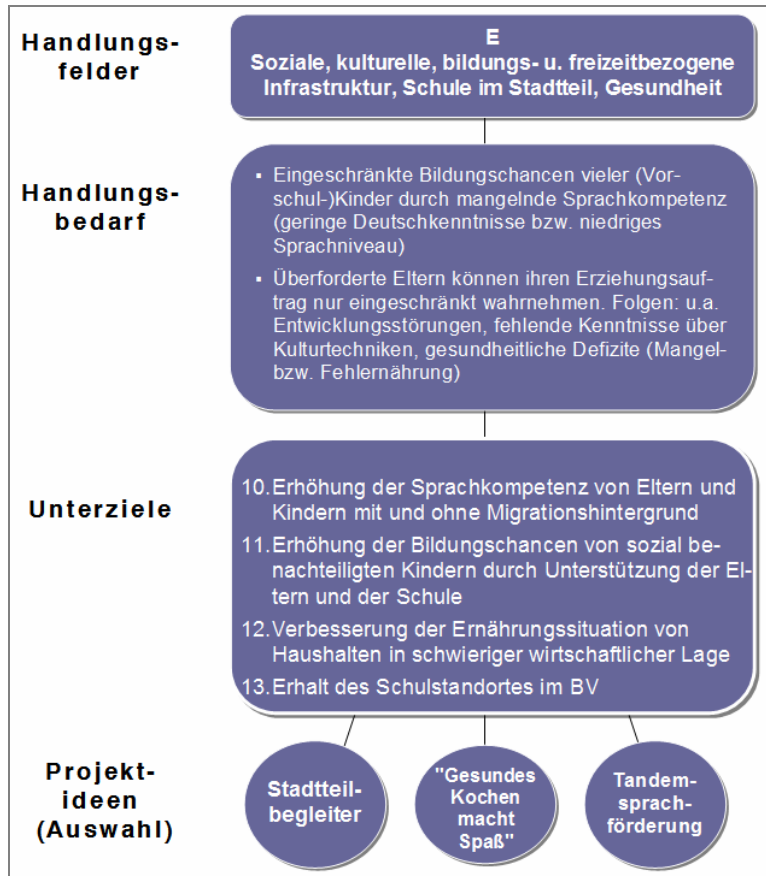 Handlungs-
felder
E
Soziale, kulturelle, bildungs- u. freizeitbezogene
Infrastruktur, Schule im Stadtteil, Gesundheit
Handlungs-
bedarf
▪ Eingeschränkte Bildungschancen vieler (Vor-
schul-)Kinder durch mangelnde Sprachkompetenz
(geringe Deutschkenntnisse bzw. niedriges
Sprachniveau)
▪ Überforderte Eltern können ihren Erziehungsauf-
trag nur eingeschränkt wahrnehmen. Folgen: u.a.
Entwicklungsstörungen, fehlende Kenntnisse über
Kulturtechniken, gesundheitliche Defizite (Mangel-
bzw. Fehlernährung)
Unterziele
10. Erhöhung der Sprachkompetenz von Eltern und
Kindern mit und ohne Migrationshintergrund
11. Erhöhung der Bildungschancen von sozial be-
nachteiligten Kindern durch Unterstützung der El-
tern und der Schule
12. Verbesserung der Ernährungssituation von
Haushalten in schwieriger wirtschaftlicher Lage
13. Erhalt des Schulstandortes im BV
Projekt-
ideen
(Auswahl)
Stadtteil-
begleiter
"Gesundes
Kochen
macht
Spaß"
Tandem-
sprach-
förderung